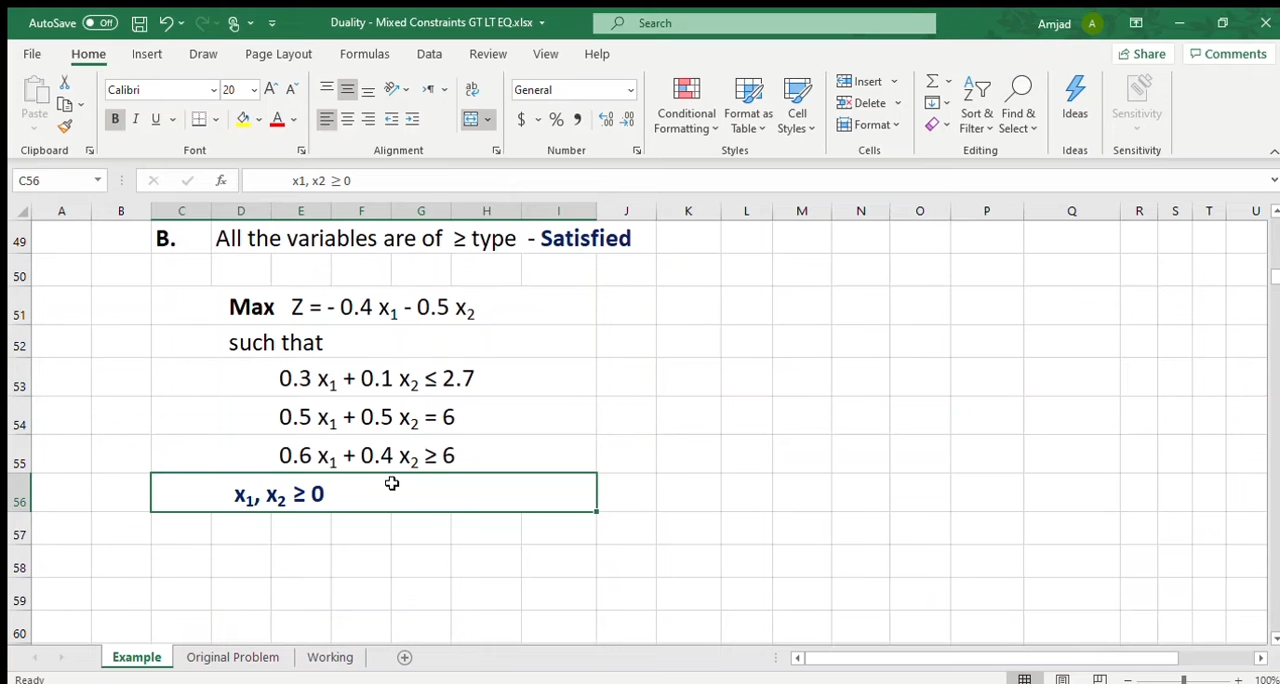 AutoSave Off Duality - Mixed Constraints GT LT EQ.xlsx Search Amjad A
File Home Insert Draw Page Layout Formulas Data Review View Help Share Comments
Paste Calibri 20 General Conditional Formatting Format as Table Cell Styles Insert Delete Format Sort & Filter Find & Select Ideas Sensitivity
B I U A $ % 9
Clipboard Font Alignment Number Styles Cells Editing Ideas Sensitivity
C56 fx x1, x2 ≥ 0
A B C D E F G H I J K L M N O P Q R S T U
49 B. All the variables are of ≥ type - Satisfied
50
51 Max Z = - 0.4 x₁ - 0.5 x₂
52 such that
53 0.3 x₁ + 0.1 x₂ ≤ 2.7
54 0.5 x₁ + 0.5 x₂ = 6
55 0.6 x₁ + 0.4 x₂ ≥ 6
56 x₁, x₂ ≥ 0
57
58
59
60
Example Original Problem Working
Ready 100%